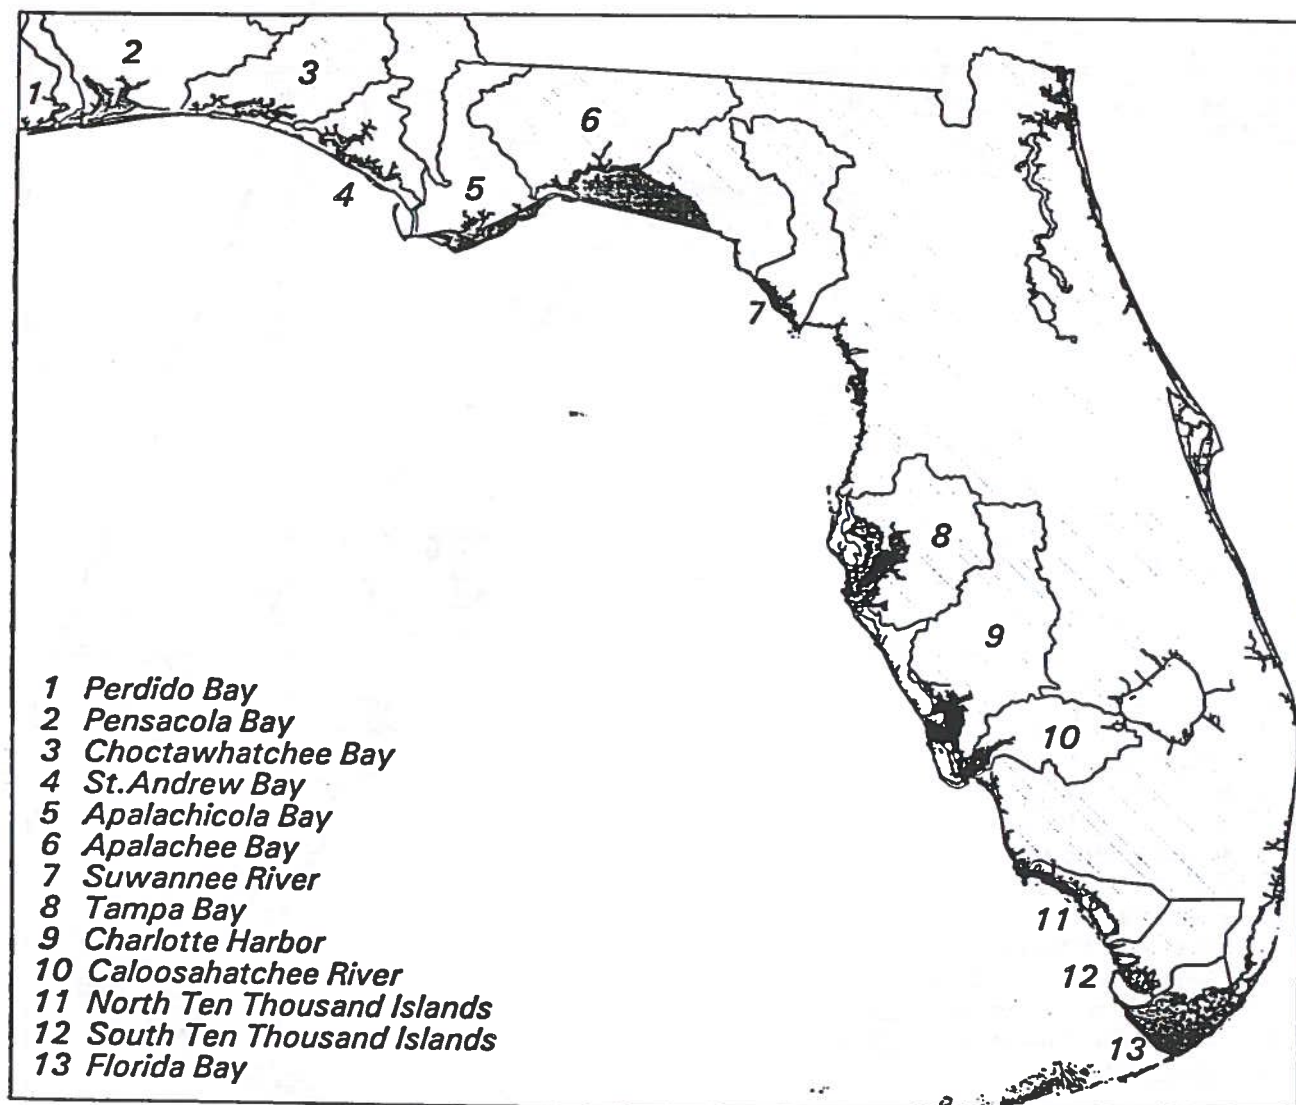 2
3
1
6
4
5
7
8
9
10
11
12
13
1 Perdido Bay
2 Pensacola Bay
3 Choctawhatchee Bay
4 St.Andrew Bay
5 Apalachicola Bay
6 Apalachee Bay
7 Suwannee River
8 Tampa Bay
9 Charlotte Harbor
10 Caloosahatchee River
11 North Ten Thousand Islands
12 South Ten Thousand Islands
13 Florida Bay